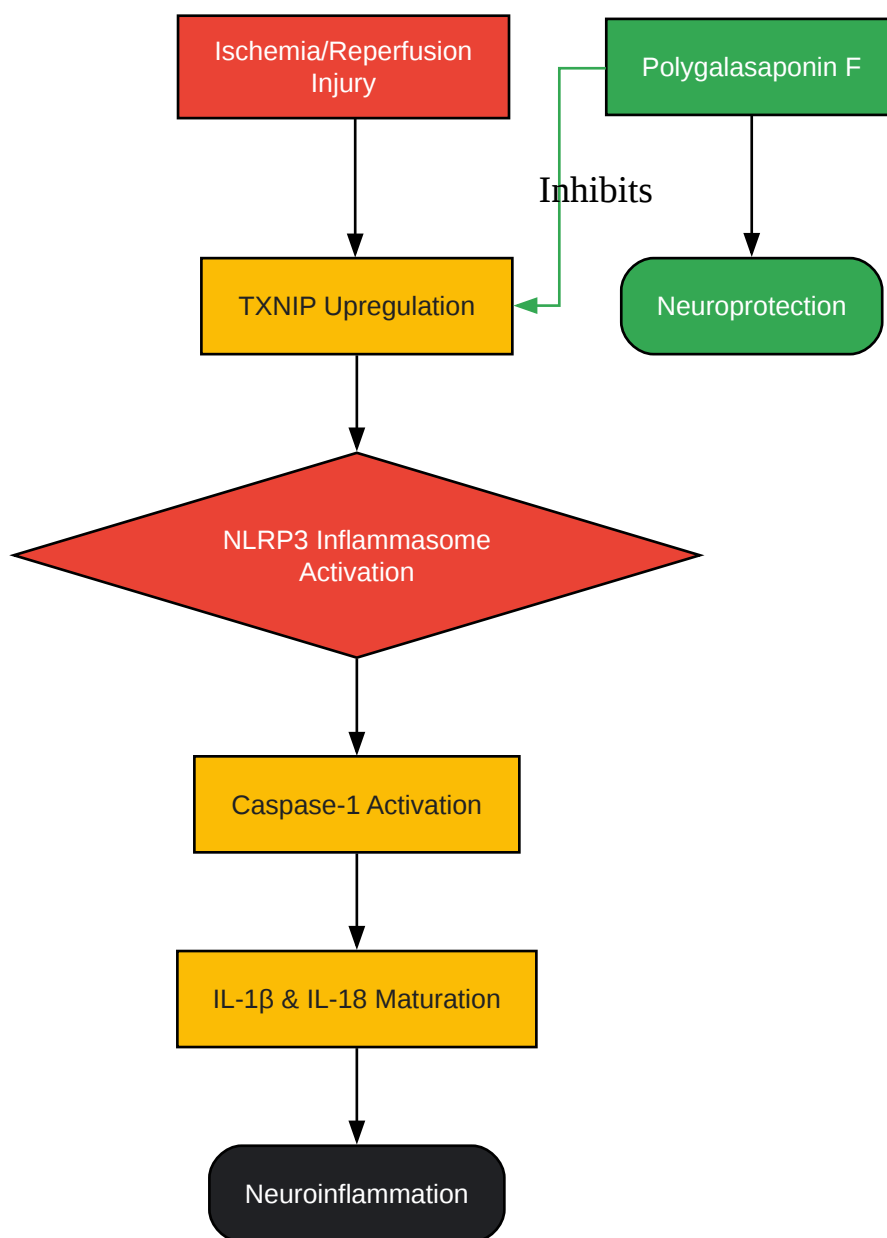 Ischemia/Reperfusion
Injury
Polygalasaponin F
Inhibits
TXNIP Upregulation
Neuroprotection
NLRP3 Inflammasome
Activation
Caspase-1 Activation
IL-1β & IL-18 Maturation
Neuroinflammation